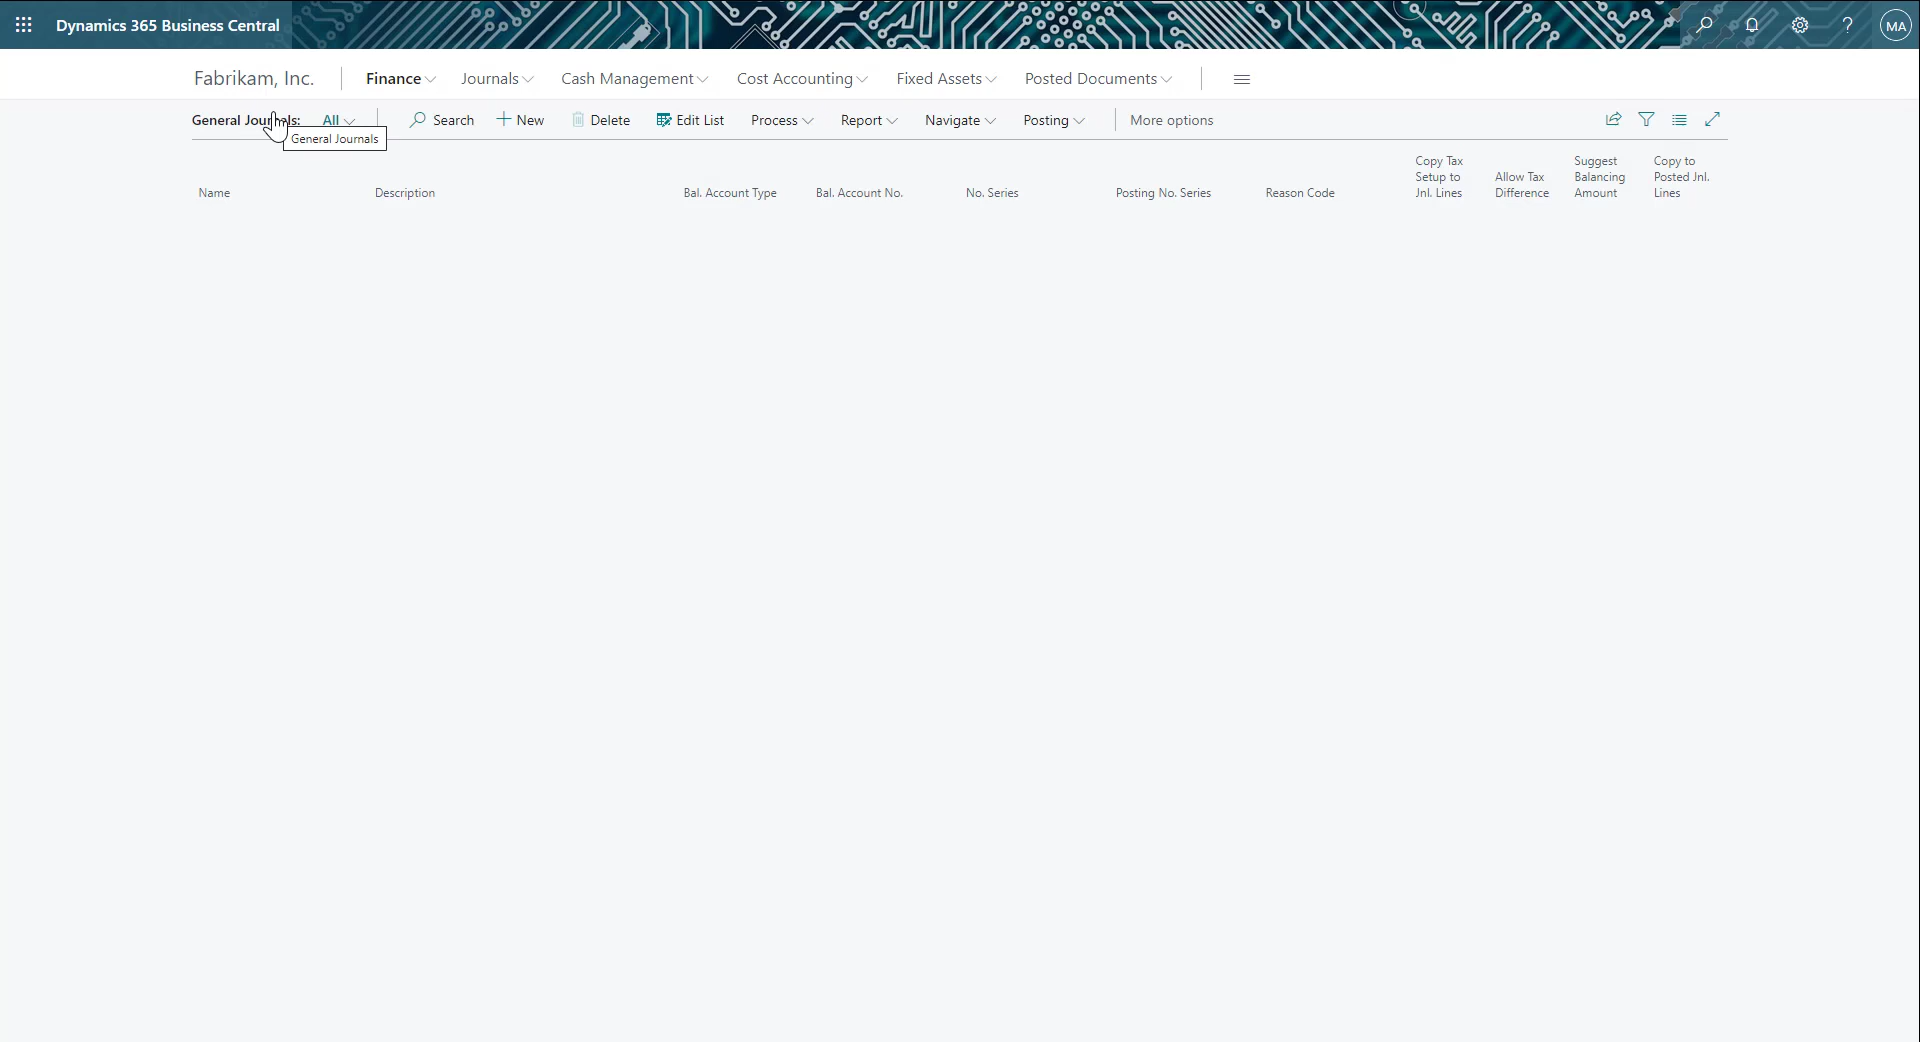 Dynamics 365 Business Central
MA
Fabrikam, Inc. Finance Journals Cash Management Cost Accounting Fixed Assets Posted Documents
General Journals: All Search New Delete Edit List Process Report Navigate Posting More options
General Journals
Name Description Bal. Account Type Bal. Account No. No. Series Posting No. Series Reason Code
Copy Tax
Setup to
Jnl. Lines
Allow Tax
Difference
Suggest
Balancing
Amount
Copy to
Posted Jnl.
Lines